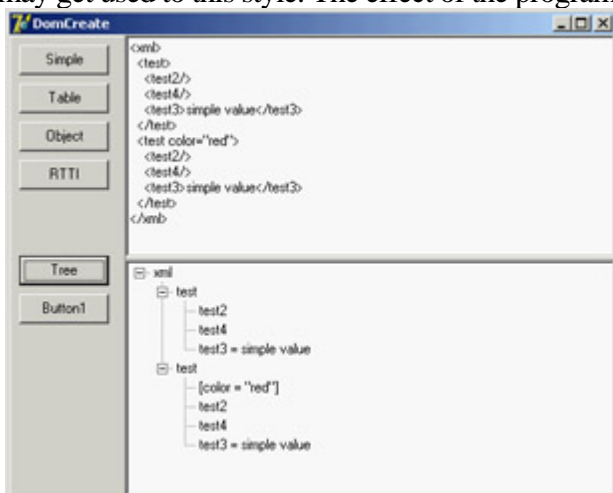 may get used to this style. The effect of the program
DomCreate
Simple
Table
Object
RTTI
Tree
Button1
<xml>
<test>
<test2/>
<test4/>
<test3>simple value</test3>
</test>
<test color="red">
<test2/>
<test4/>
<test3>simple value</test3>
</test>
</xml>
xml
test
test2
test4
test3 = simple value
test
[color = "red"]
test2
test4
test3 = simple value